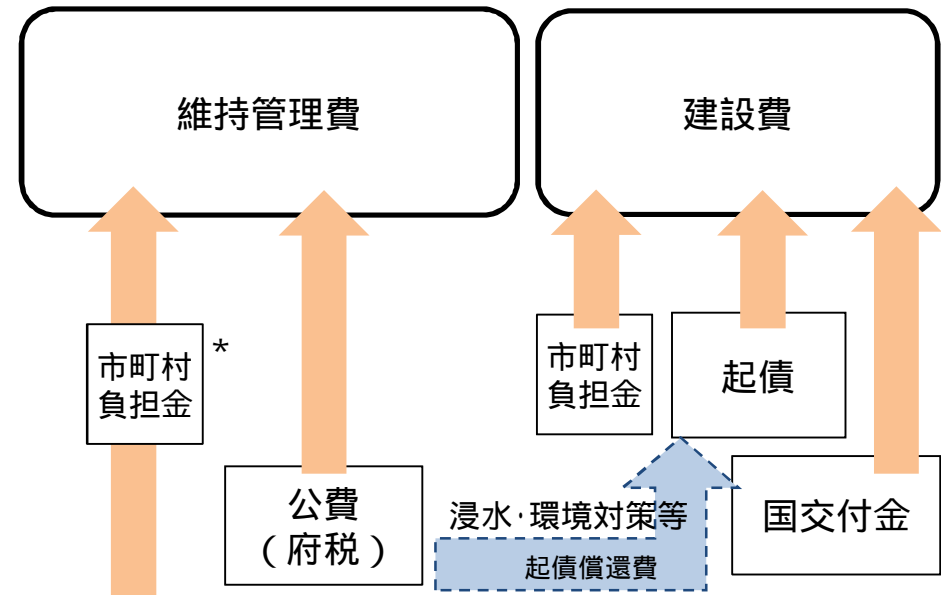 維持管理費
建設費
市町村
負担金
*
市町村
負担金
起債
公費
(府税)
浸水・環境対策等
起債償還費
国交付金